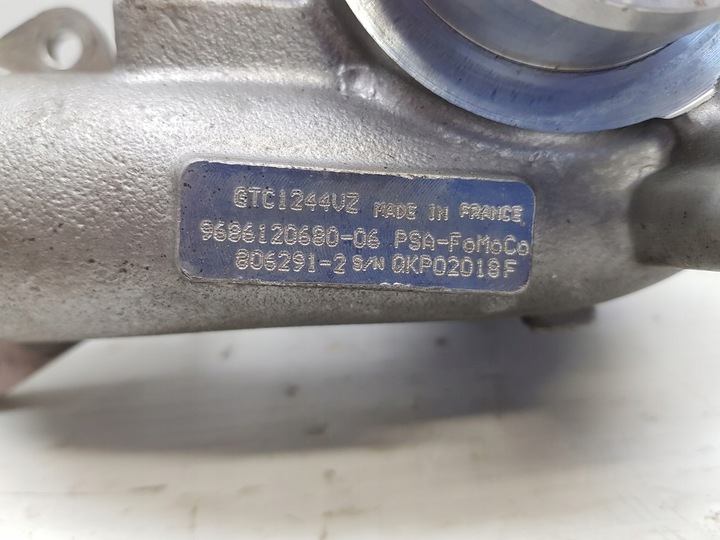 GTC1244VZ MADE IN FRANCE
9686120680-06 PSA-FoMoCo
806291-2 S/N QKP02018F